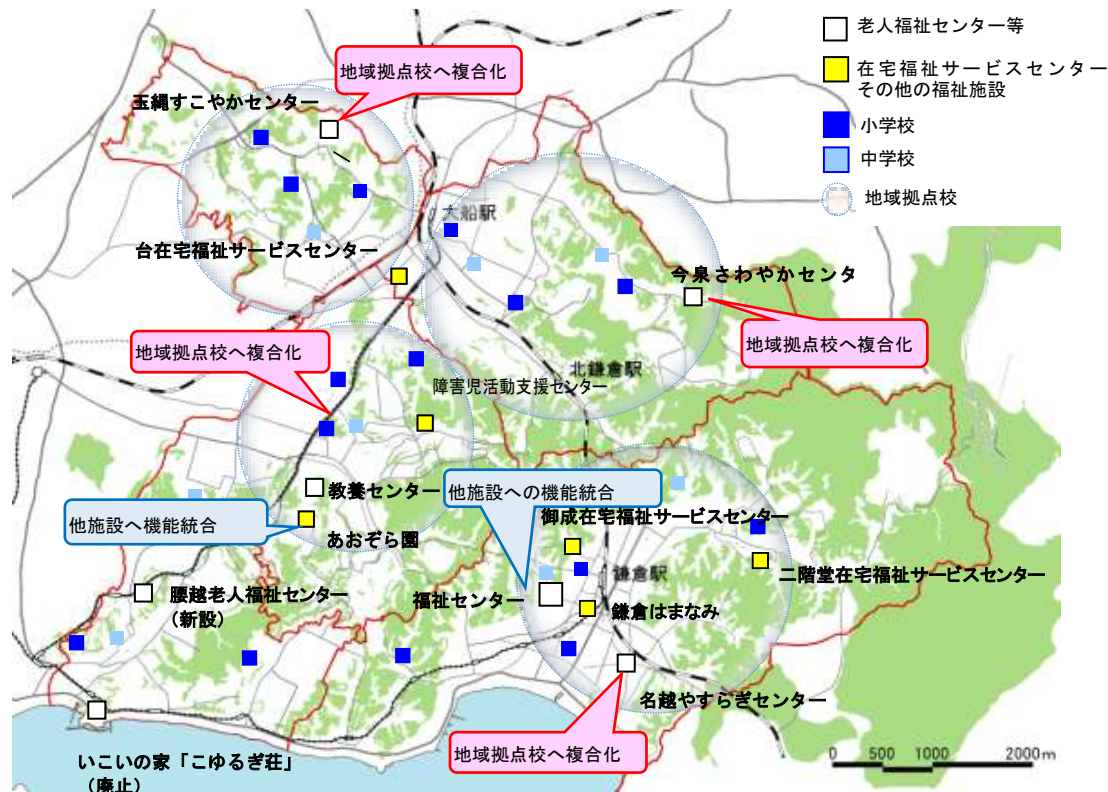 老人福祉センター等
在宅福祉サービスセンター
その他の福祉施設
小学校
中学校
地域拠点校
地域拠点校へ複合化
玉縄すこやかセンター
大船駅
台在宅福祉サービスセンター
今泉さわやかセンタ
地域拠点校へ複合化
地域拠点校へ複合化
北鎌倉駅
障害児活動支援センター
教養センター
他施設への機能統合
他施設へ機能統合
あおぞら園
御成在宅福祉サービスセンター
鎌倉駅
二階堂在宅福祉サービスセンター
福祉センター
鎌倉はまなみ
腰越老人福祉センター
（新設）
名越やすらぎセンター
地域拠点校へ複合化
いこいの家「こゆるぎ荘」
（廃止）
0 500 1000 2000m